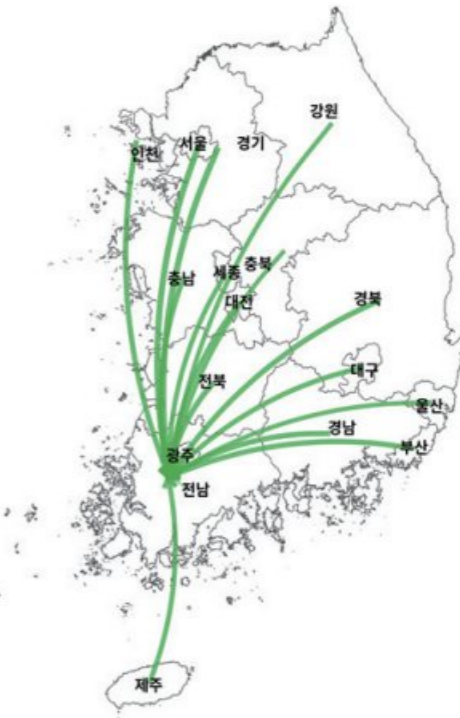 강원
서울
경기
인천
충북
세종
충남
경북
대전
대구
전북
울산
경남
부산
광주
전남
제주